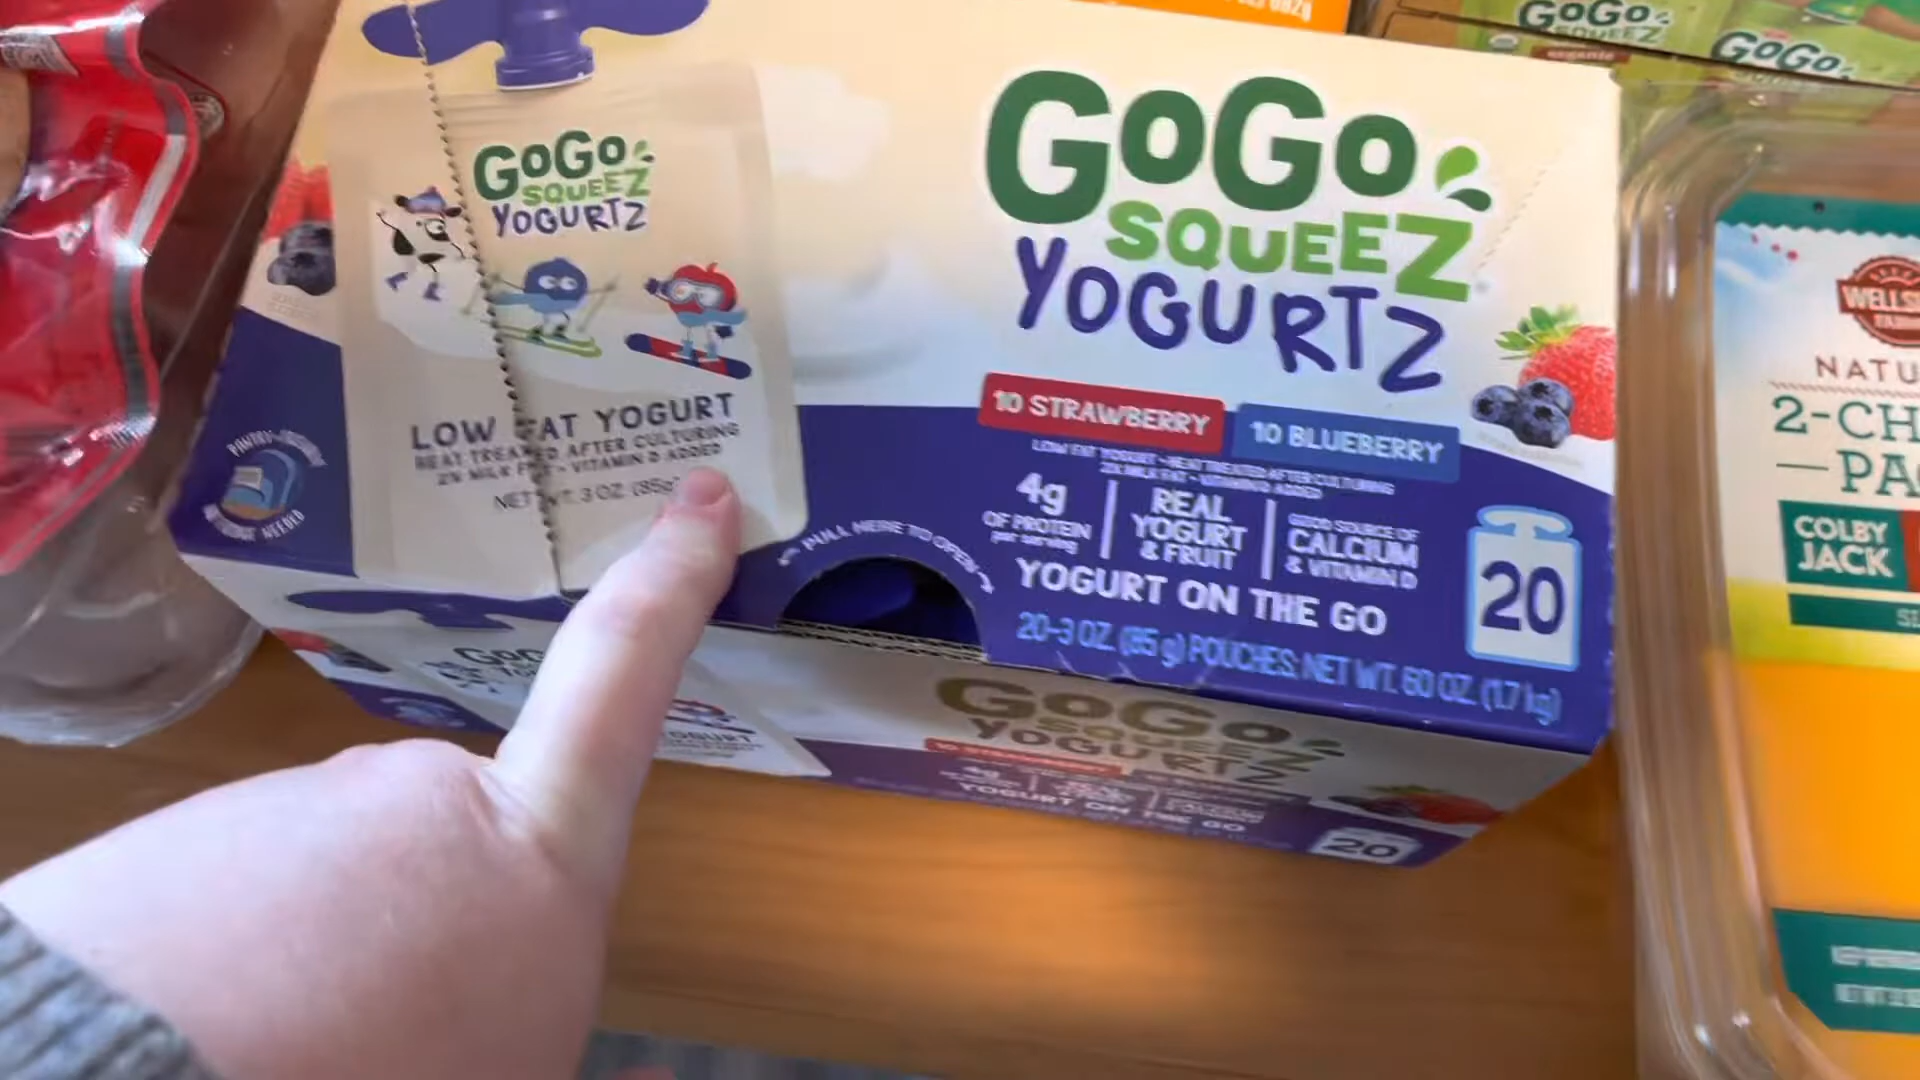 GoGo
SQUEEZ
GoGo
GoGo
SQUEEZ
YOGURTZ
LOW FAT YOGURT
HEAT TREATED AFTER CULTURING
2% MILK FAT - VITAMIN D ADDED
NET WT. 3 OZ. (85g)
GoGo
SQUEEZ
YOGURTZ
10 STRAWBERRY
10 BLUEBERRY
LOW FAT YOGURT - HEAT TREATED AFTER CULTURING
2% MILK FAT - VITAMIN D ADDED
4g
OF PROTEIN
per serving
REAL
YOGURT
& FRUIT
GOOD SOURCE OF
CALCIUM
& VITAMIN D
PULL HERE TO OPEN
YOGURT ON THE GO
20-3 OZ. (85 g) POUCHES: NET WT. 60 OZ. (1.7 kg)
20
GoGo
SQUEEZ
YOGURTZ
YOGURT ON THE GO
20
NATU
2-CH
PA
COLBY
JACK